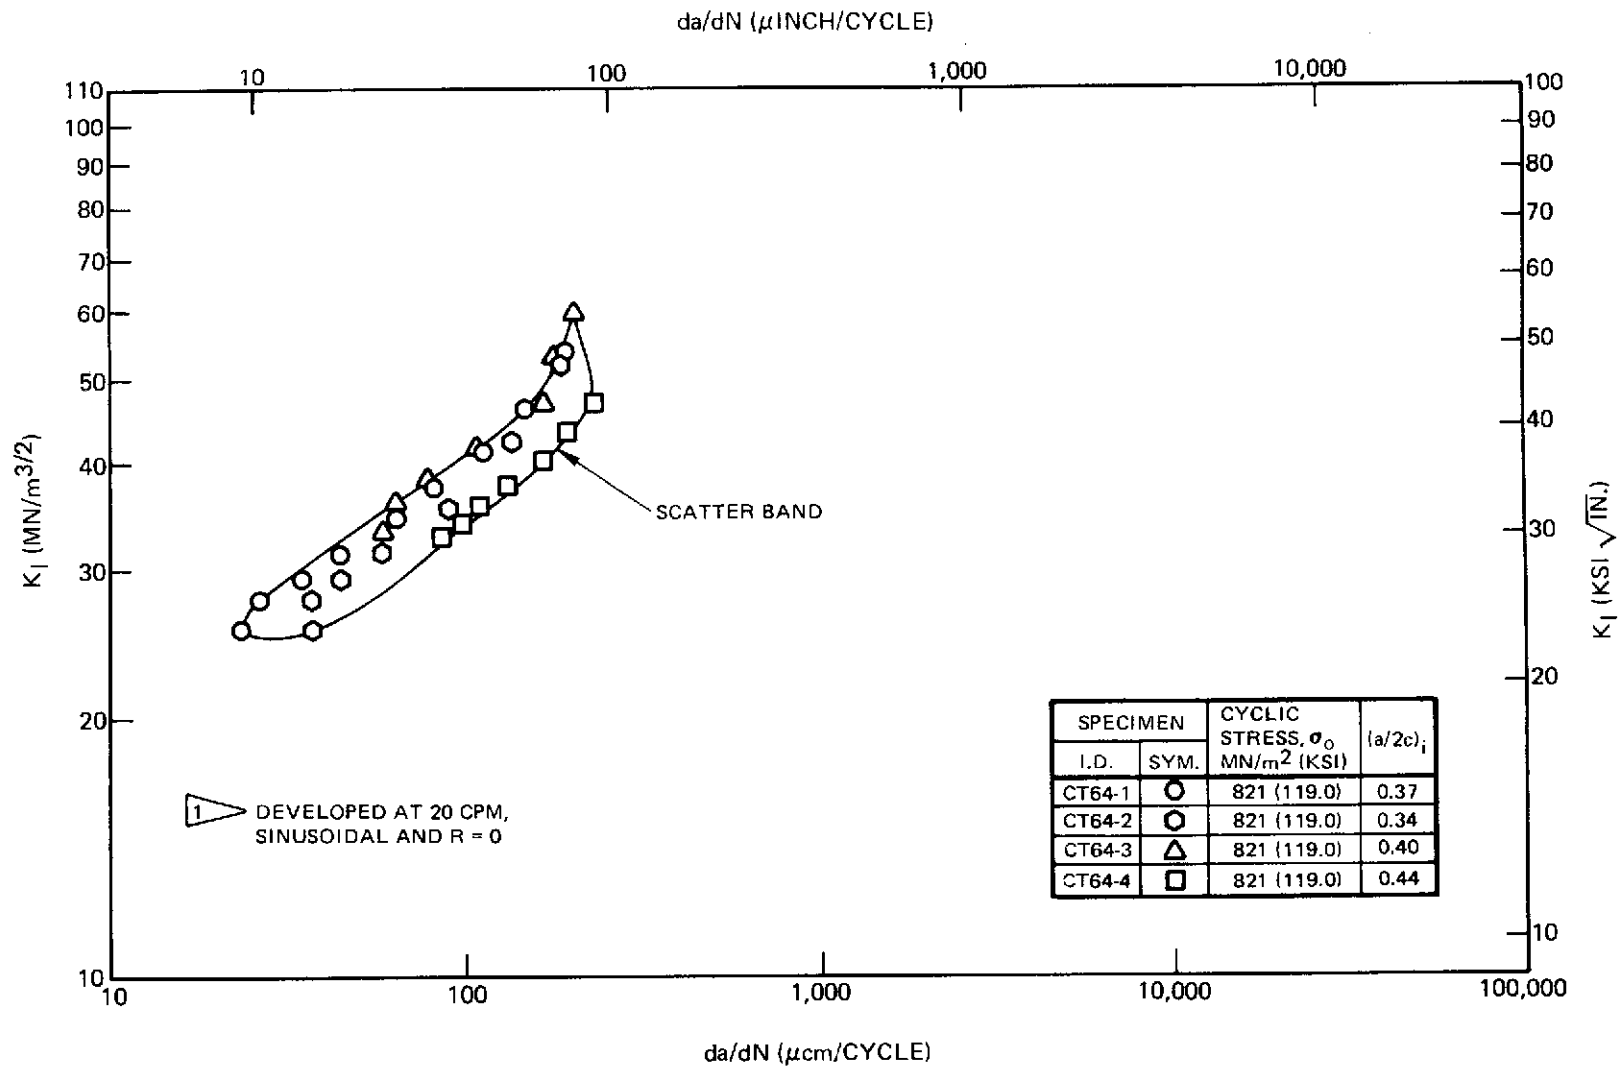 da/dN (μINCH/CYCLE)
10 100 1,000 10,000
110
100
90
80
70
60
50
40
30
20
10
K_I (MN/m^3/2)
100
90
80
70
60
50
40
30
20
10
K_I (KSI √IN.)
SCATTER BAND
1 DEVELOPED AT 20 CPM,
SINUSOIDAL AND R = 0
SPECIMEN CYCLIC STRESS, σ_o MN/m² (KSI) (a/2c)_i
I.D. SYM.
CT64-1 821 (119.0) 0.37
CT64-2 821 (119.0) 0.34
CT64-3 821 (119.0) 0.40
CT64-4 821 (119.0) 0.44
10 100 1,000 10,000 100,000
da/dN (μcm/CYCLE)